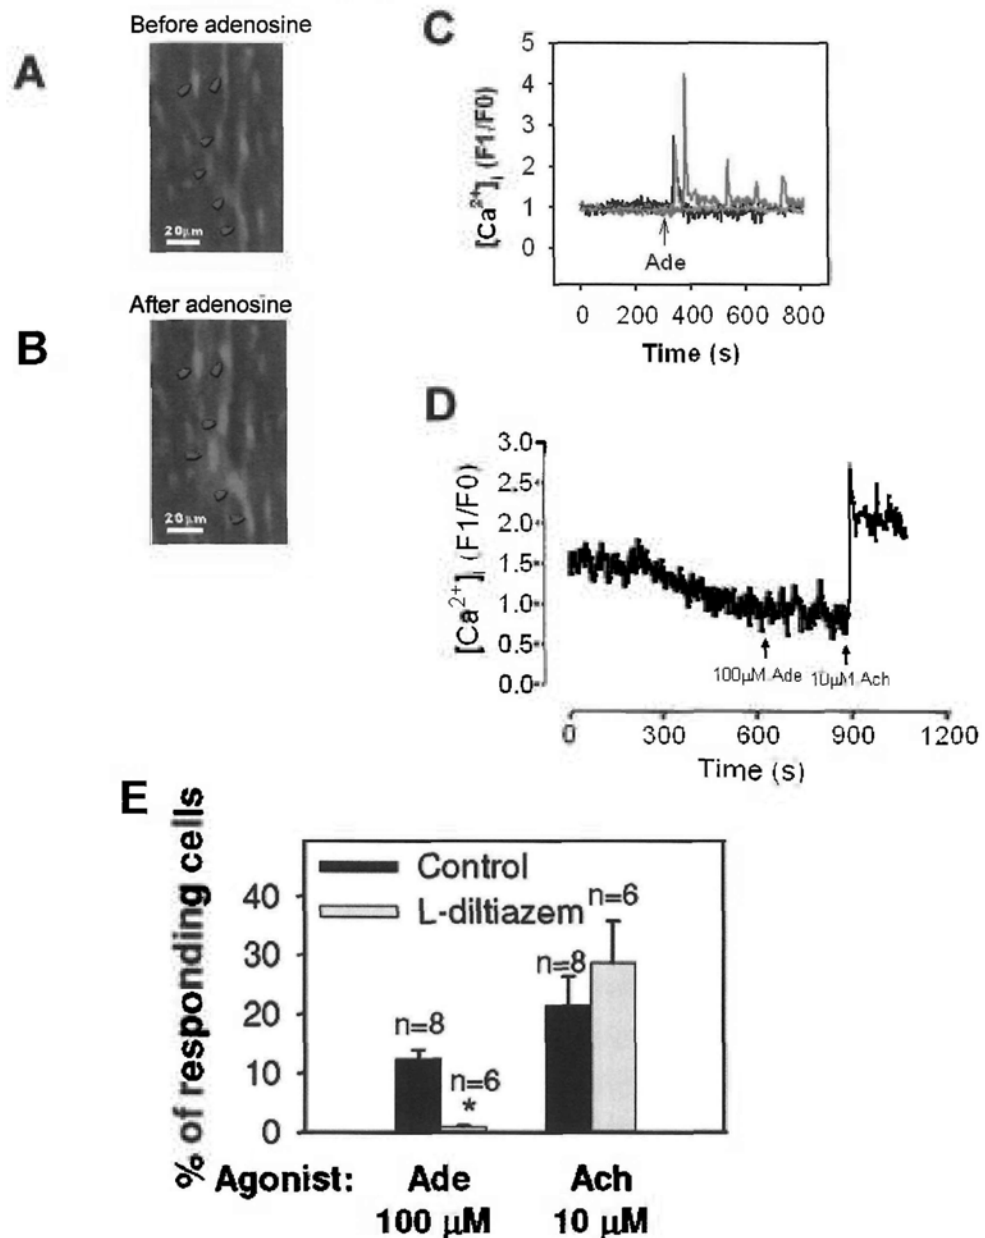 A
Before adenosine
20µm
B
After adenosine
20µm
C
[Ca²⁺]ᵢ (F1/F0)
5
4
3
2
1
0
Ade
0 200 400 600 800
Time (s)
D
[Ca²⁺]ᵢ (F1/F0)
3.0
2.5
2.0
1.5
1.0
0.5
0.0
100µM Ade 10µM Ach
0 300 600 900 1200
Time (s)
E
% of responding cells
40
30
20
10
0
Control
L-diltiazem
n=8
n=6
*
n=8
n=6
Agonist: Ade Ach
100 µM 10 µM